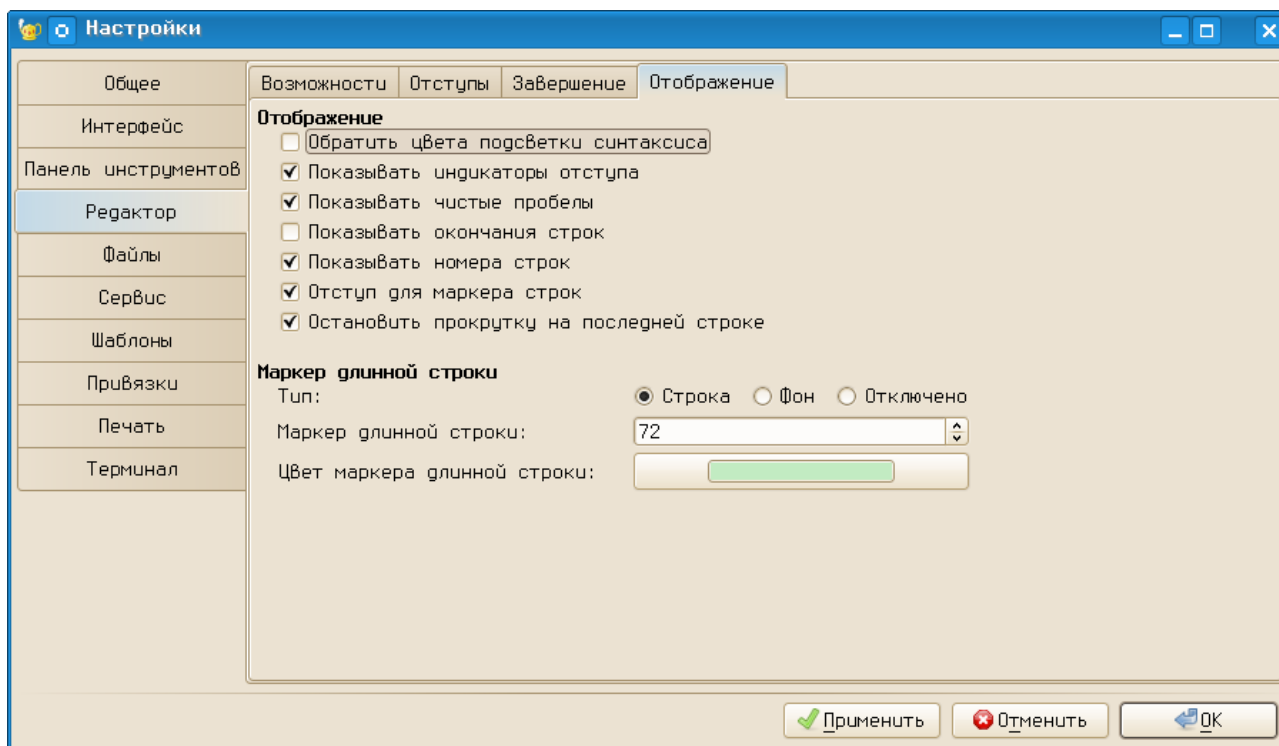 Настройки
Общее
Интерфейс
Панель инструментов
Редактор
Файлы
Сервис
Шаблоны
Привязки
Печать
Терминал
Возможности Отступы Завершение Отображение
Отображение
Обратить цвета подсветки синтаксиса
Показывать индикаторы отступа
Показывать чистые пробелы
Показывать окончания строк
Показывать номера строк
Отступ для маркера строк
Остановить прокрутку на последней строке
Маркер длинной строки
Тип: Строка Фон Отключено
Маркер длинной строки: 72
Цвет маркера длинной строки:
Применить Отменить OK